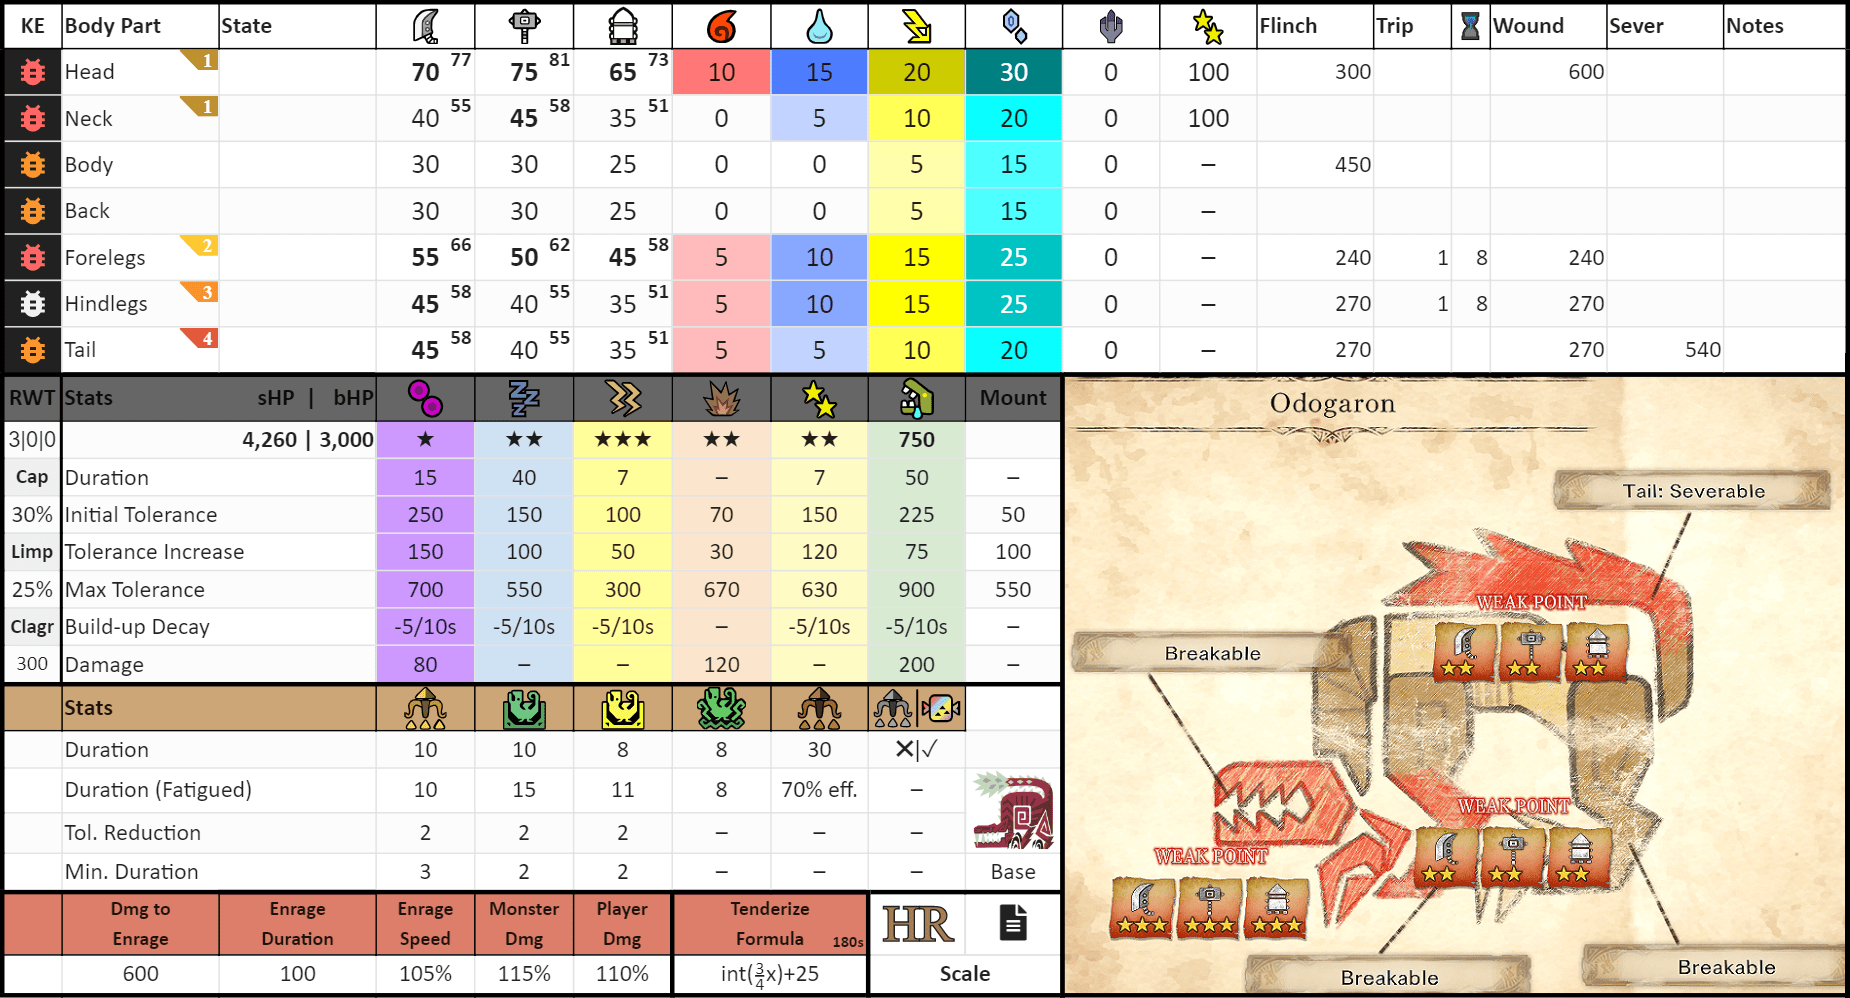 KE Body Part State Flinch Trip Wound Sever Notes
Head 1 70 77 75 81 65 73 10 15 20 30 0 100 300 600
Neck 1 40 55 45 58 35 51 0 5 10 20 0 100
Body 30 30 25 0 0 5 15 0 – 450
Back 30 30 25 0 0 5 15 0 –
Forelegs 2 55 66 50 62 45 58 5 10 15 25 0 – 240 1 8 240
Hindlegs 3 45 58 40 55 35 51 5 10 15 25 0 – 270 1 8 270
Tail 4 45 58 40 55 35 51 5 5 10 20 0 – 270 270 540
RWT Stats sHP | bHP Mount
3|0|0 4,260 | 3,000 ★ ★★ ★★★ ★★ ★★ 750
Cap Duration 15 40 7 – 7 50 –
30% Initial Tolerance 250 150 100 70 150 225 50
Limp Tolerance Increase 150 100 50 30 120 75 100
25% Max Tolerance 700 550 300 670 630 900 550
Clagr Build-up Decay -5/10s -5/10s -5/10s – -5/10s -5/10s –
300 Damage 80 – – 120 – 200 –
Stats
Duration 10 10 8 8 30 ✕|✓
Duration (Fatigued) 10 15 11 8 70% eff. –
Tol. Reduction 2 2 2 – – –
Min. Duration 3 2 2 – – – Base
Dmg to Enrage Enrage Duration Enrage Speed Monster Dmg Player Dmg Tenderize Formula 180s HR
600 100 105% 115% 110% int(3/4x)+25 Scale
Odogaron
Tail: Severable
WEAK POINT
Breakable
WEAK POINT
WEAK POINT
Breakable
Breakable